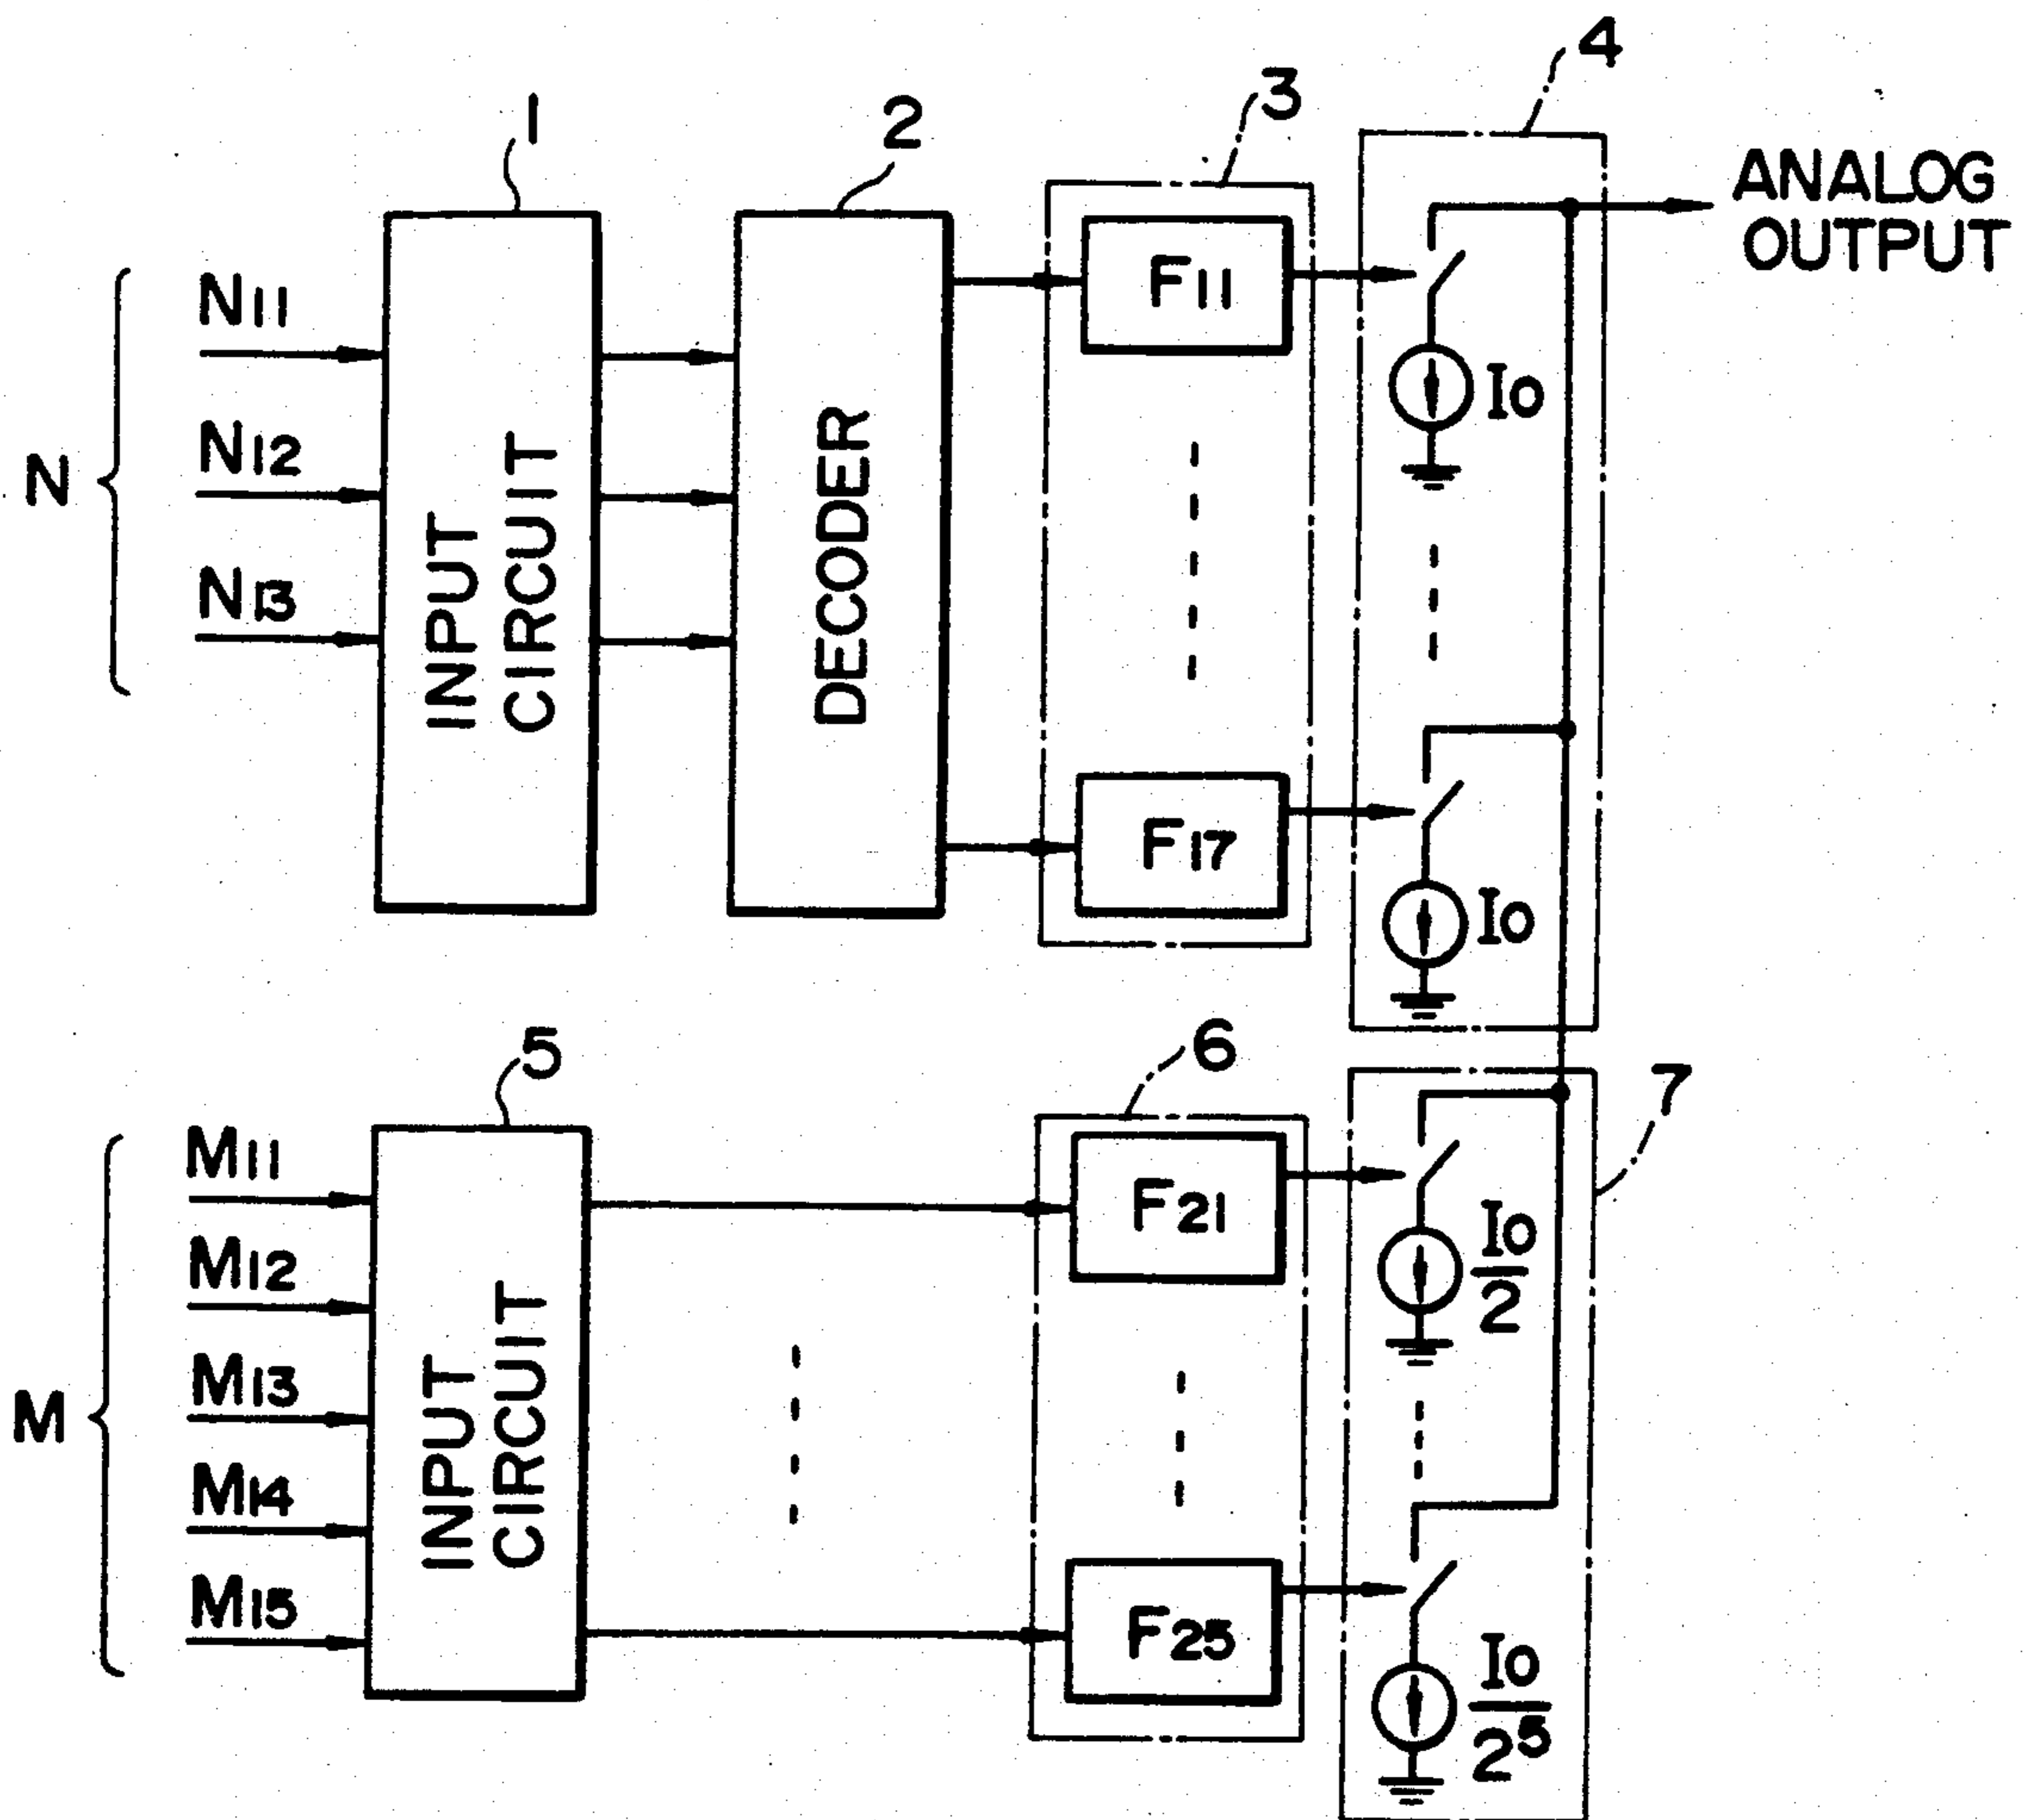 1
2
3
4
ANALOG
OUTPUT
N
N11
N12
N13
INPUT
CIRCUIT
DECODER
F11
F17
I0
I0
5
6
7
M
M11
M12
M13
M14
M15
INPUT
CIRCUIT
F21
F25
I0
2
I0
2^5